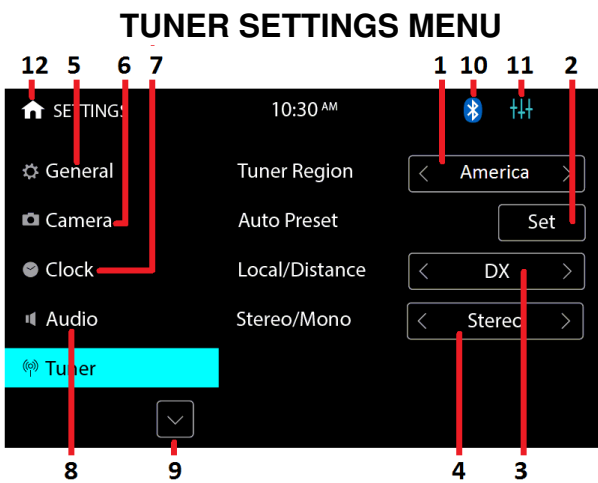 TUNER SETTINGS MENU
12 5 6 7 1 10 11 2
SETTINGS 10:30 AM
General Tuner Region < America >
Camera Auto Preset Set
Clock Local/Distance < DX >
Audio Stereo/Mono < Stereo >
Tuner
8 9 4 3